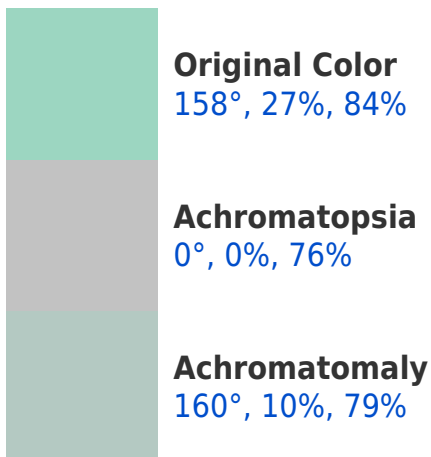 Original Color
158°, 27%, 84%
Achromatopsia
0°, 0%, 76%
Achromatomaly
160°, 10%, 79%